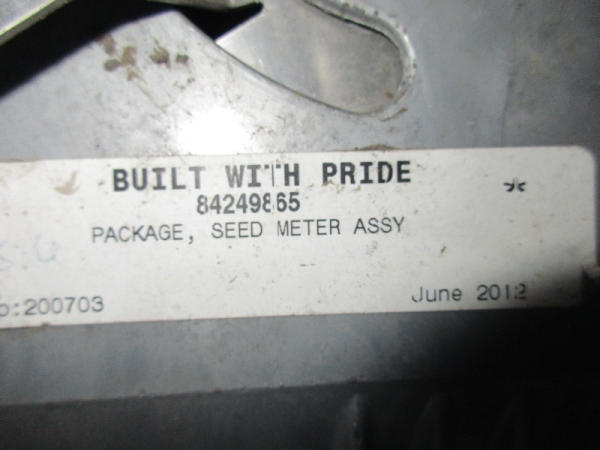 BUILT WITH PRIDE
84249865
PACKAGE, SEED METER ASSY
o:200703
June 2012